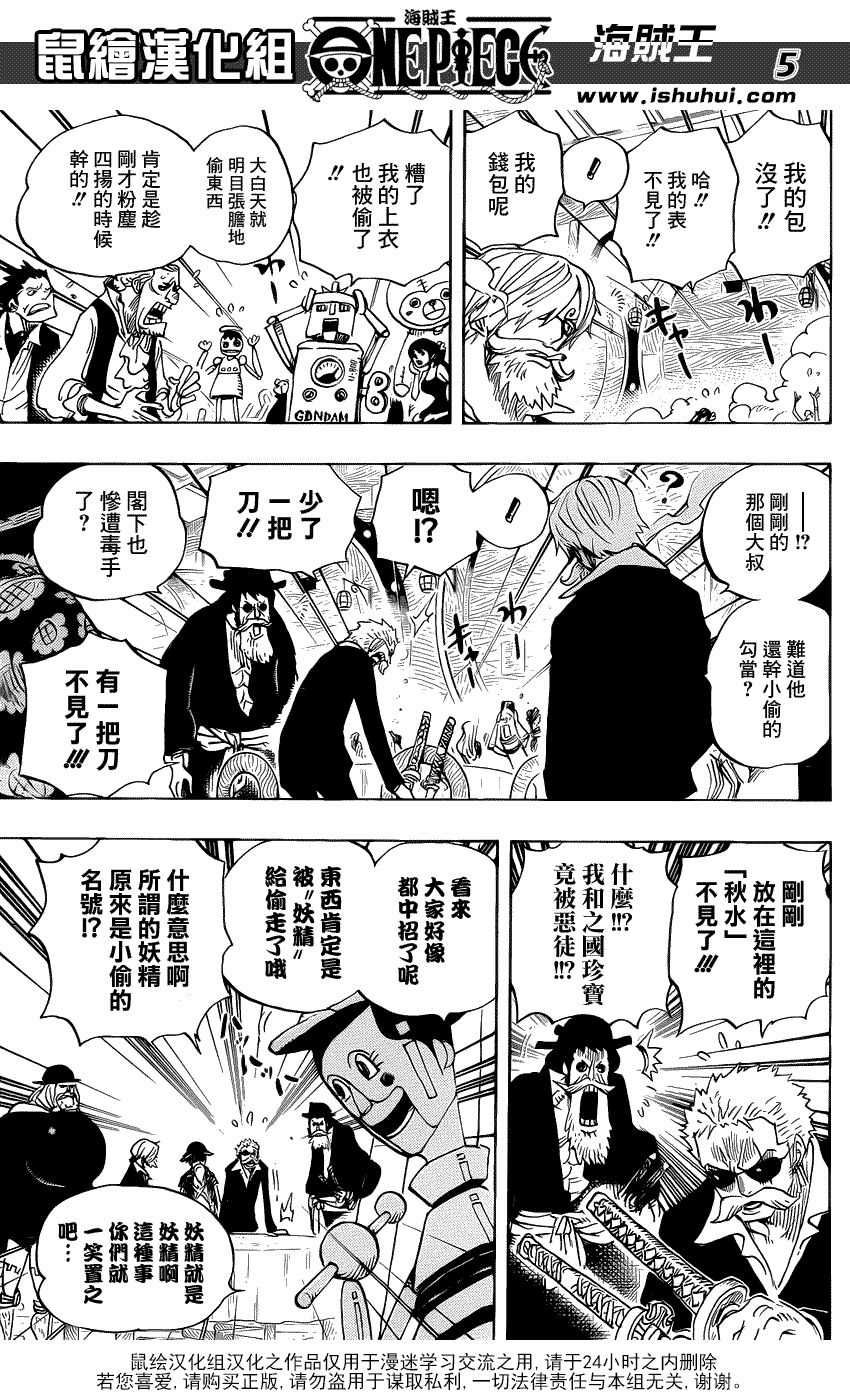 鼠繪漢化組
海賊王
ONE PIECE
海賊王
5
www.ishuhui.com
我的包
沒了!!
哈!!
我的表
不見了!!
!
我的
錢包呢
キャー
わー
糟了
我的上衣
也被偷了
!!
大白天就
明目張膽地
偷東西
肯定是趁
剛才粉塵
四揚的時候
幹的!!
U-800
GDNDAM
——!?
剛剛的
那個大叔
難道他
還幹小偷的
勾當?
?
!
嗯!?
少了
一把
刀!!
閣下也
慘遭毒手
了?
有一把刀
不見了!!!
キャー
わー
剛剛
放在這裡的
「秋水」
不見了!!!
什麼!!?
我和之國珍寶
竟被惡徒!!?
看來
大家好像
都中招了呢
東西肯定是
被"妖精"
給偷走了哦
什麼意思啊
所謂的妖精
原來是小偷的
名號!?
妖精就是
妖精啊
這種事
你們就
一笑置之
吧…
鼠绘汉化组汉化之作品仅用于漫迷学习交流之用, 请于24小时之内删除
若您喜爱, 请购买正版, 请勿盗用于谋取私利, 一切法律责任与本组无关, 谢谢。